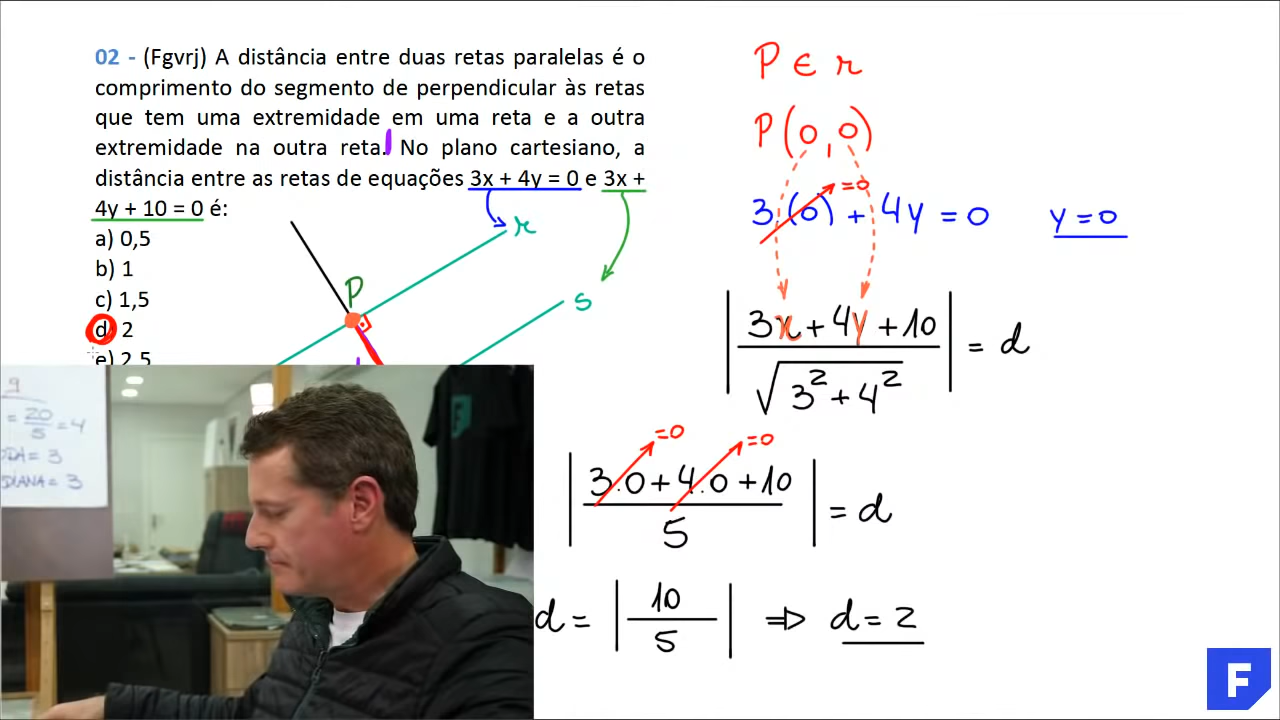 02 - (Fgvrj) A distância entre duas retas paralelas é o
comprimento do segmento de perpendicular às retas
que tem uma extremidade em uma reta e a outra
extremidade na outra reta. No plano cartesiano, a
distância entre as retas de equações 3x + 4y = 0 e 3x +
4y + 10 = 0 é:
a) 0,5
b) 1
c) 1,5
d) 2
e) 2,5
r
s
P
P ∈ r
P(0,0)
3.(0) + 4y = 0 y = 0
=0
|3x + 4y + 10 / √3² + 4²| = d
=0 =0
|3.0 + 4.0 + 10 / 5| = d
d = |10 / 5| ⇒ d = 2
= 20/5 = 4
= 3
DIANA = 3
F
F